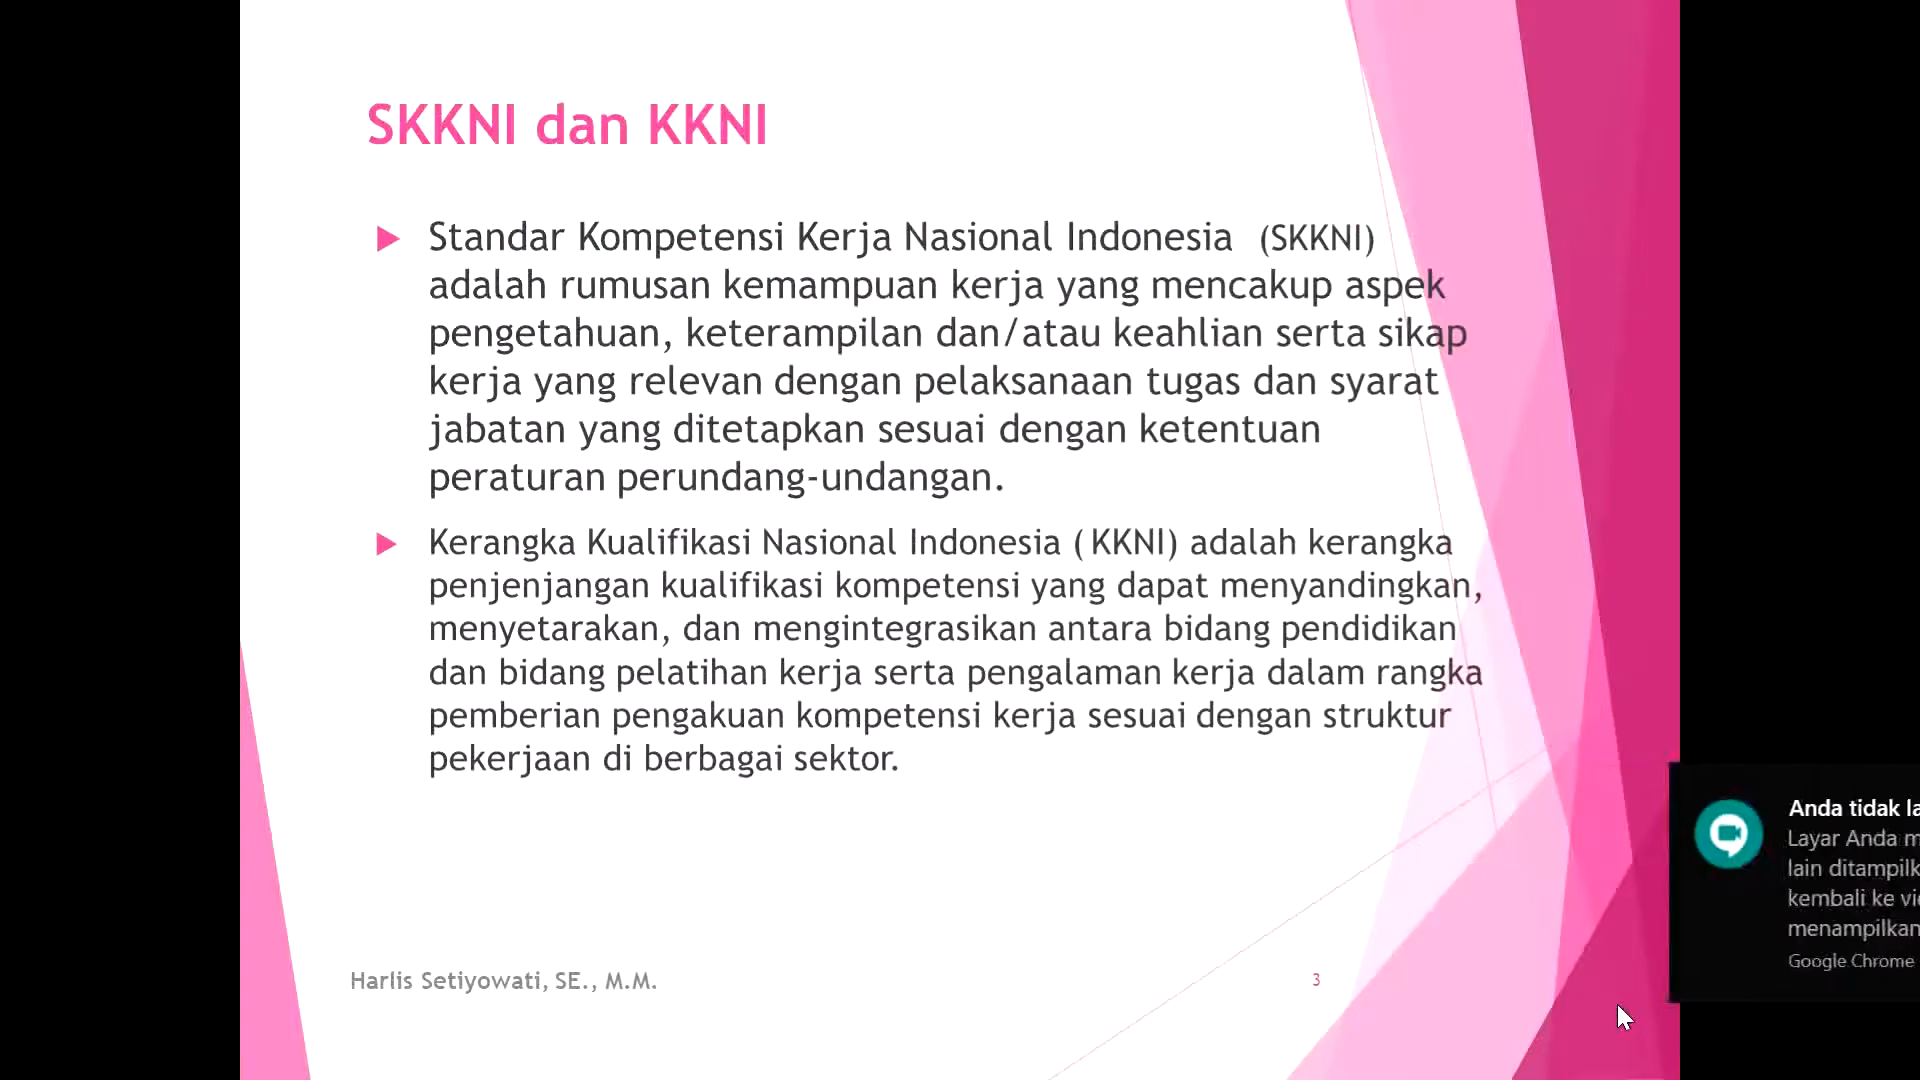 SKKNI dan KKNI
Standar Kompetensi Kerja Nasional Indonesia (SKKNI)
adalah rumusan kemampuan kerja yang mencakup aspek
pengetahuan, keterampilan dan/atau keahlian serta sikap
kerja yang relevan dengan pelaksanaan tugas dan syarat
jabatan yang ditetapkan sesuai dengan ketentuan
peraturan perundang-undangan.
Kerangka Kualifikasi Nasional Indonesia ( KKNI) adalah kerangka
penjenjangan kualifikasi kompetensi yang dapat menyandingkan,
menyetarakan, dan mengintegrasikan antara bidang pendidikan
dan bidang pelatihan kerja serta pengalaman kerja dalam rangka
pemberian pengakuan kompetensi kerja sesuai dengan struktur
pekerjaan di berbagai sektor.
Harlis Setiyowati, SE., M.M.
3
Anda tidak
Layar Anda
lain
kembali ke
Google Chrome